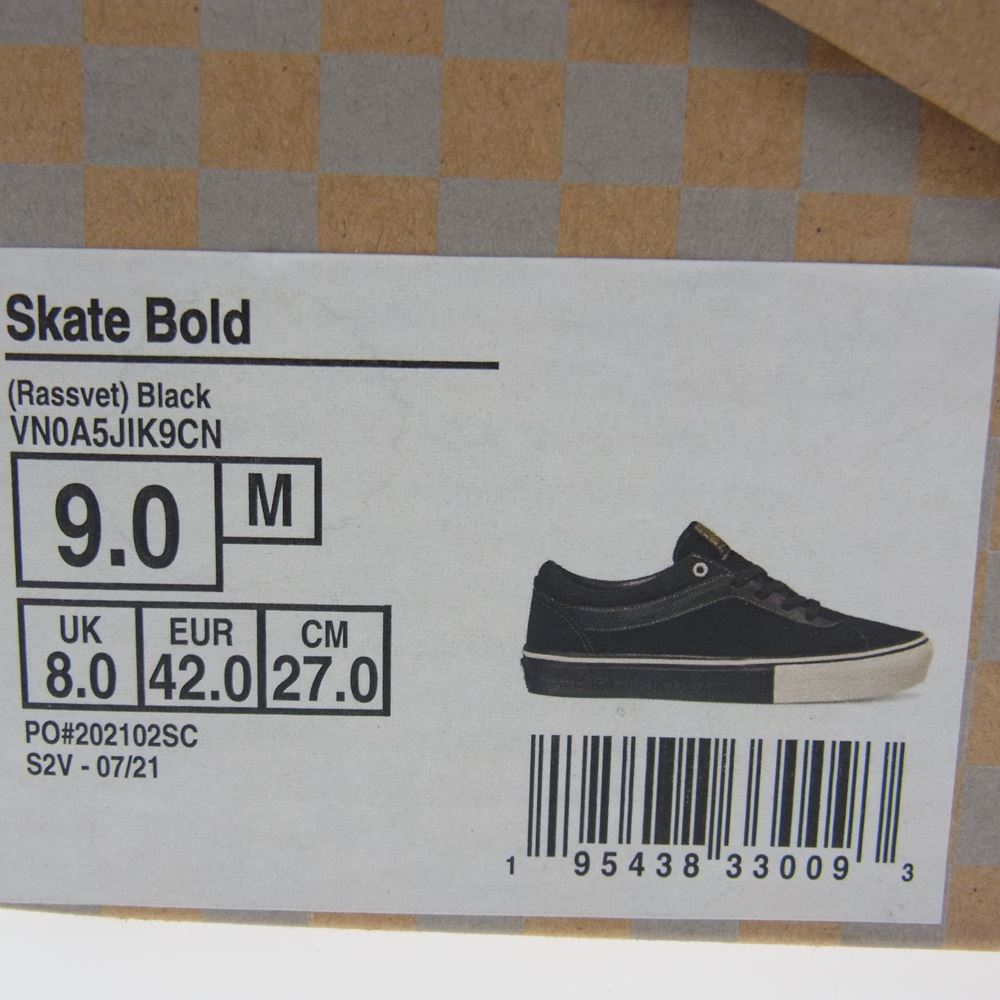 Skate Bold
(Rassvet) Black
VN0A5JIK9CN
9.0 M
UK EUR CM
8.0 42.0 27.0
PO#202102SC
S2V - 07/21
1 95438 33009 3